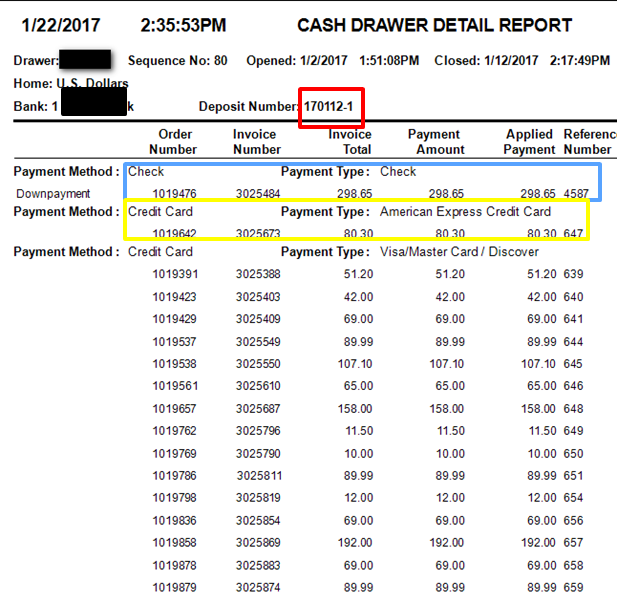 1/22/2017 2:35:53PM CASH DRAWER DETAIL REPORT
Drawer: Sequence No: 80 Opened: 1/2/2017 1:51:08PM Closed: 1/12/2017 2:17:49PM
Home: U.S. Dollars
Bank: 1 k Deposit Number: 170112-1
Order Invoice Invoice Payment Applied Reference
Number Number Total Amount Payment Number
Payment Method : Check Payment Type : Check
Downpayment 1019476 3025484 298.65 298.65 298.65 4587
Payment Method : Credit Card Payment Type : American Express Credit Card
1019642 3025673 80.30 80.30 80.30 647
Payment Method : Credit Card Payment Type : Visa/Master Card / Discover
1019391 3025388 51.20 51.20 51.20 639
1019423 3025403 42.00 42.00 42.00 640
1019429 3025409 69.00 69.00 69.00 641
1019537 3025549 89.99 89.99 89.99 644
1019538 3025550 107.10 107.10 107.10 645
1019561 3025610 65.00 65.00 65.00 646
1019657 3025687 158.00 158.00 158.00 648
1019762 3025796 11.50 11.50 11.50 649
1019769 3025796 10.00 10.00 10.00 650
1019786 3025811 89.99 89.99 89.99 651
1019798 3025819 12.00 12.00 12.00 654
1019836 3025854 69.00 69.00 69.00 656
1019858 3025869 192.00 192.00 192.00 657
1019878 3025883 69.00 69.00 69.00 658
1019879 3025874 89.99 89.99 89.99 659